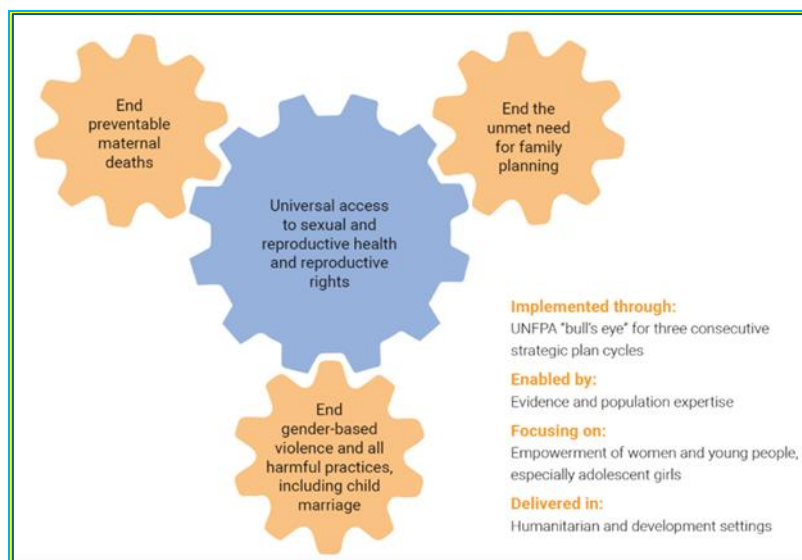 End
preventable
maternal
deaths
End the
unmet need
for family
planning
Universal access
to sexual and
reproductive health
and reproductive
rights
End
gender-based
violence and all
harmful practices,
including child
marriage
Implemented through:
UNFPA “bull’s eye” for three consecutive
strategic plan cycles
Enabled by:
Evidence and population expertise
Focusing on:
Empowerment of women and young people,
especially adolescent girls
Delivered in:
Humanitarian and development settings